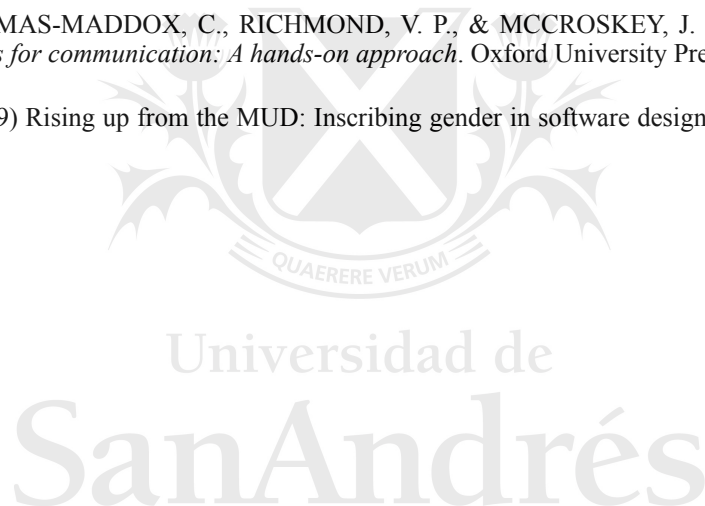 MAS-MADDOX, C., RICHMOND, V. P., & MCCROSKEY, J.
s for communication: A hands-on approach. Oxford University Pre
9) Rising up from the MUD: Inscribing gender in software design
QUAERERE VERUM
Universidad de
SanAndrés